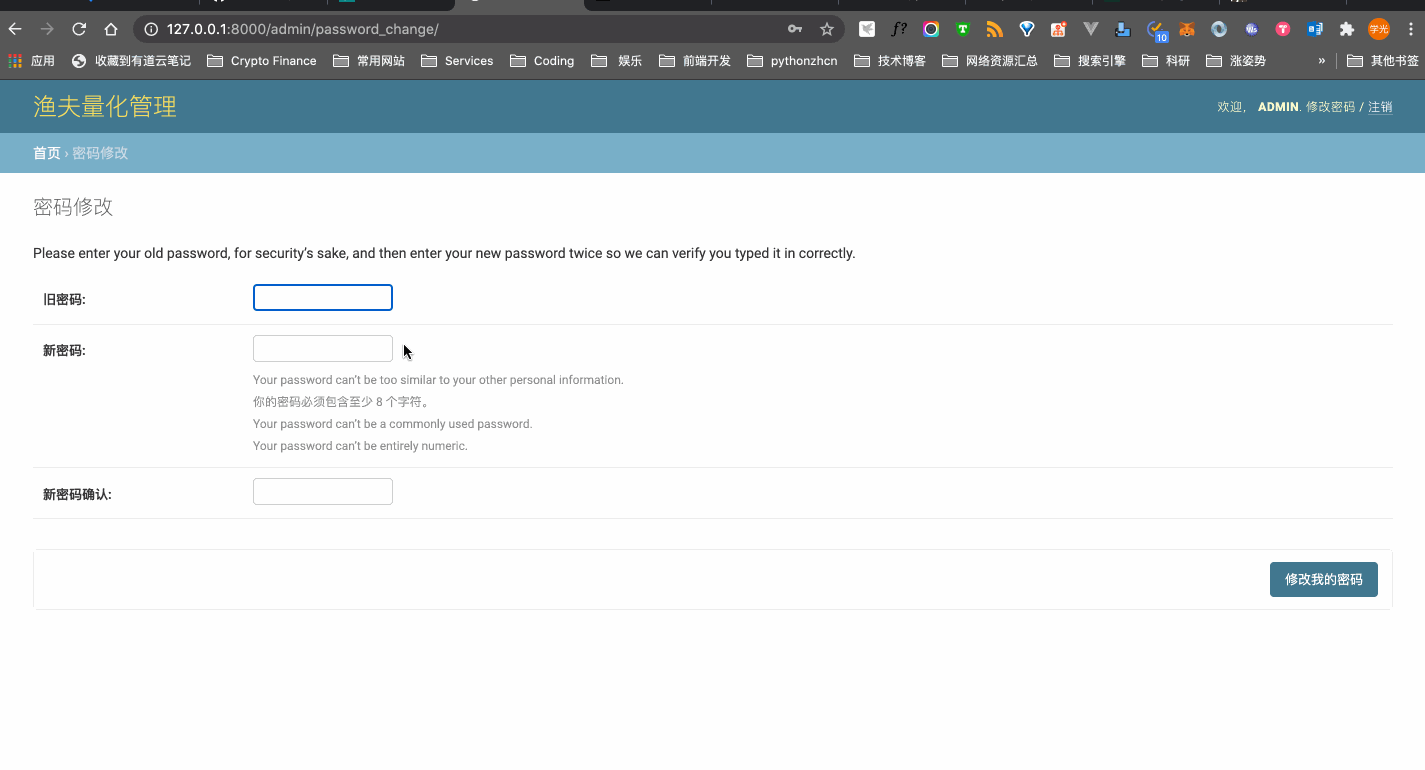 127.0.0.1:8000/admin/password_change/
f?
10
学光
应用 收藏到有道云笔记 Crypto Finance 常用网站 Services Coding 娱乐 前端开发 pythonzhcn 技术博客 网络资源汇总 搜索引擎 科研 涨姿势 » 其他书签
渔夫量化管理
欢迎， ADMIN. 修改密码 / 注销
首页 › 密码修改
密码修改
Please enter your old password, for security’s sake, and then enter your new password twice so we can verify you typed it in correctly.
旧密码:
新密码:
Your password can’t be too similar to your other personal information.
你的密码必须包含至少 8 个字符。
Your password can’t be a commonly used password.
Your password can’t be entirely numeric.
新密码确认:
修改我的密码